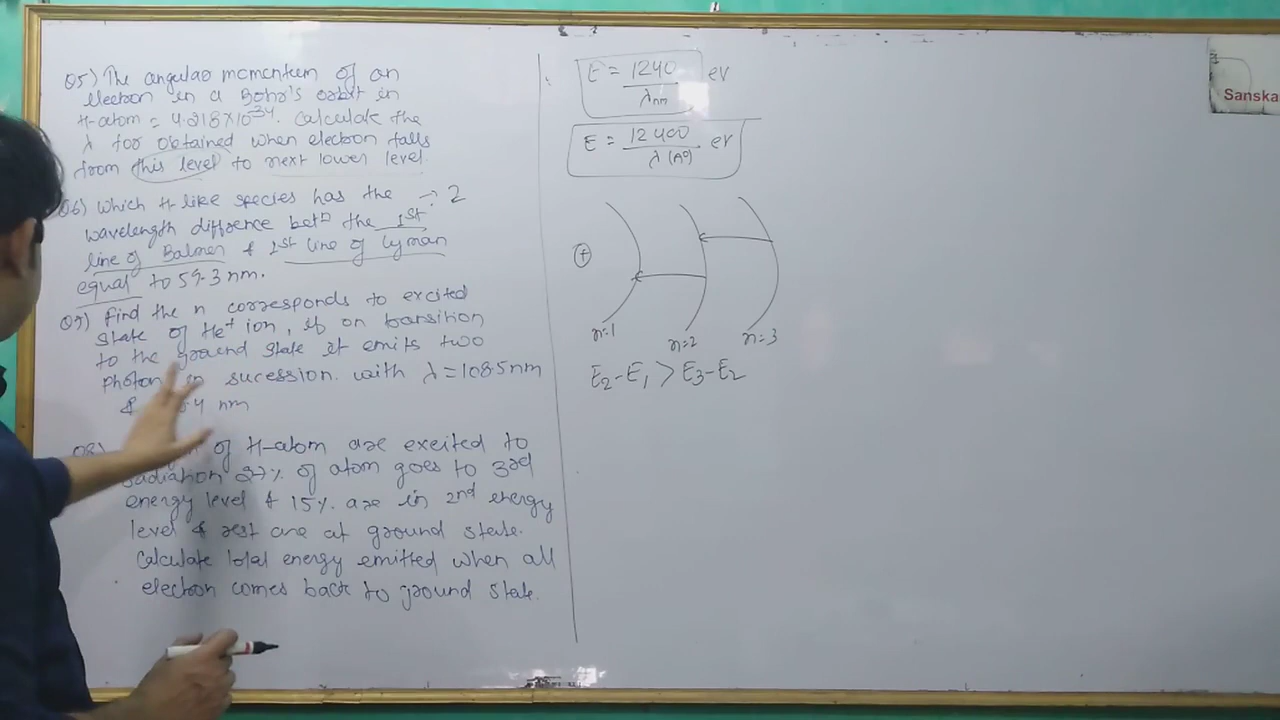 Q5) The angular momentum of an
electron in a Bohr's orbit in
H-atom = 4.218×10⁻³⁴. Calculate the
λ for obtained when electron falls
from this level to next lower level.
Q6) Which H like species has the → 2
wavelength diffrence betn the 1st
line of Balmer & 1st line of Lyman
equal to 59.3 nm.
Q7) Find the n corresponds to excited
state of He⁺ ion, if on transition
to the ground state it emits two
photon in sucession with λ = 108.5 nm
& 4 nm
of H-atom are excited to
radiation 27% of atom goes to 3rd
energy level & 15% are in 2nd energy
level & rest are at ground state.
Calculate total energy emitted when all
electron comes back to ground state.
E = 1240 / λnm ev
E = 12400 / λ(A°) ev
+
n=1 n=2 n=3
E₂-E₁ > E₃-E₂
Sanska